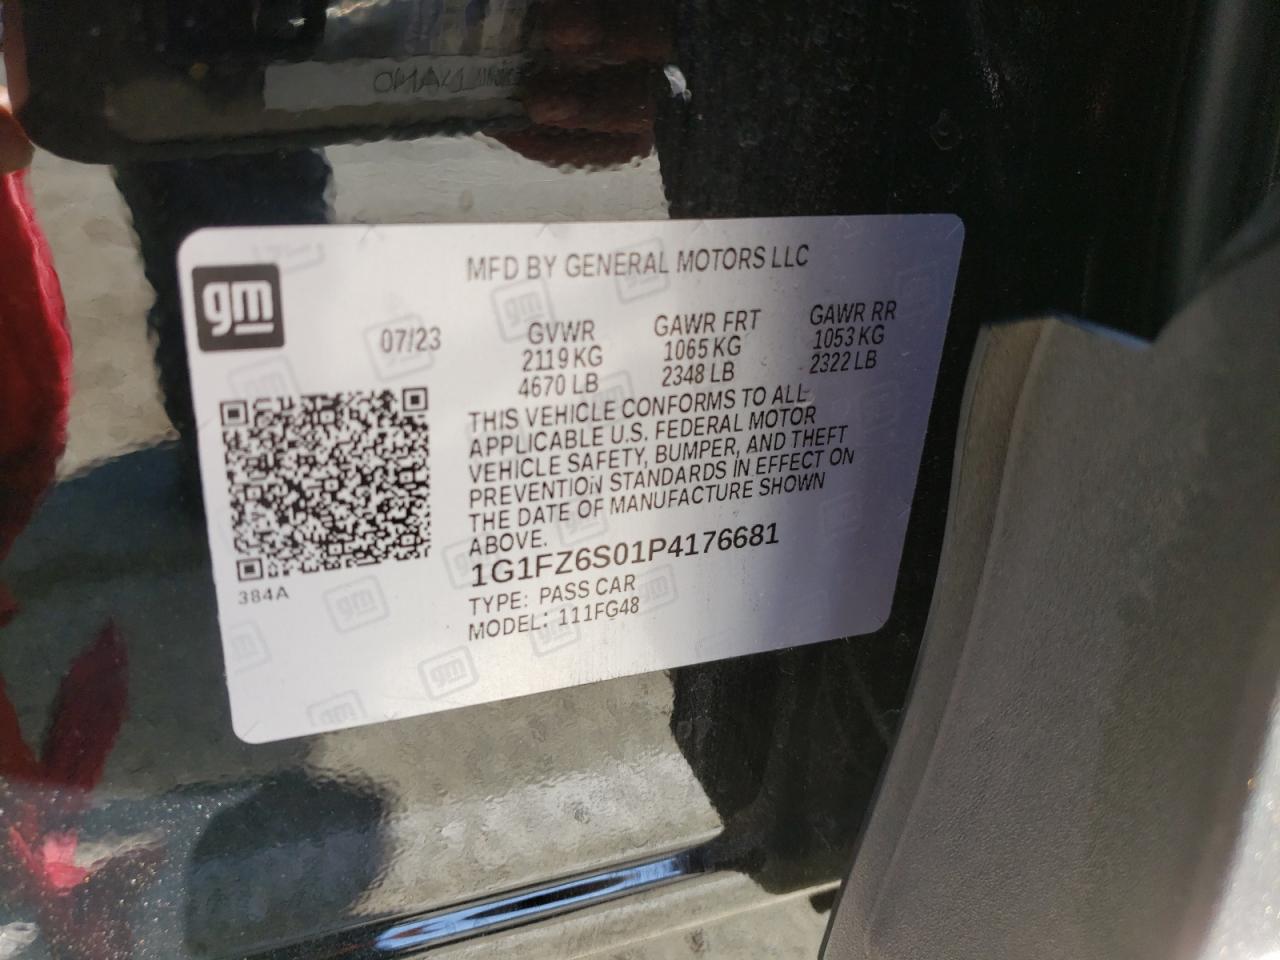 MFD BY GENERAL MOTORS LLC
gm
07/23
GVWR GAWR FRT GAWR RR
2119 KG 1065 KG 1053 KG
4670 LB 2348 LB 2322 LB
THIS VEHICLE CONFORMS TO ALL
APPLICABLE U.S. FEDERAL MOTOR
VEHICLE SAFETY, BUMPER, AND THEFT
PREVENTION STANDARDS IN EFFECT ON
THE DATE OF MANUFACTURE SHOWN
ABOVE.
1G1FZ6S01P4176681
384A
TYPE: PASS CAR
MODEL: 111FG48